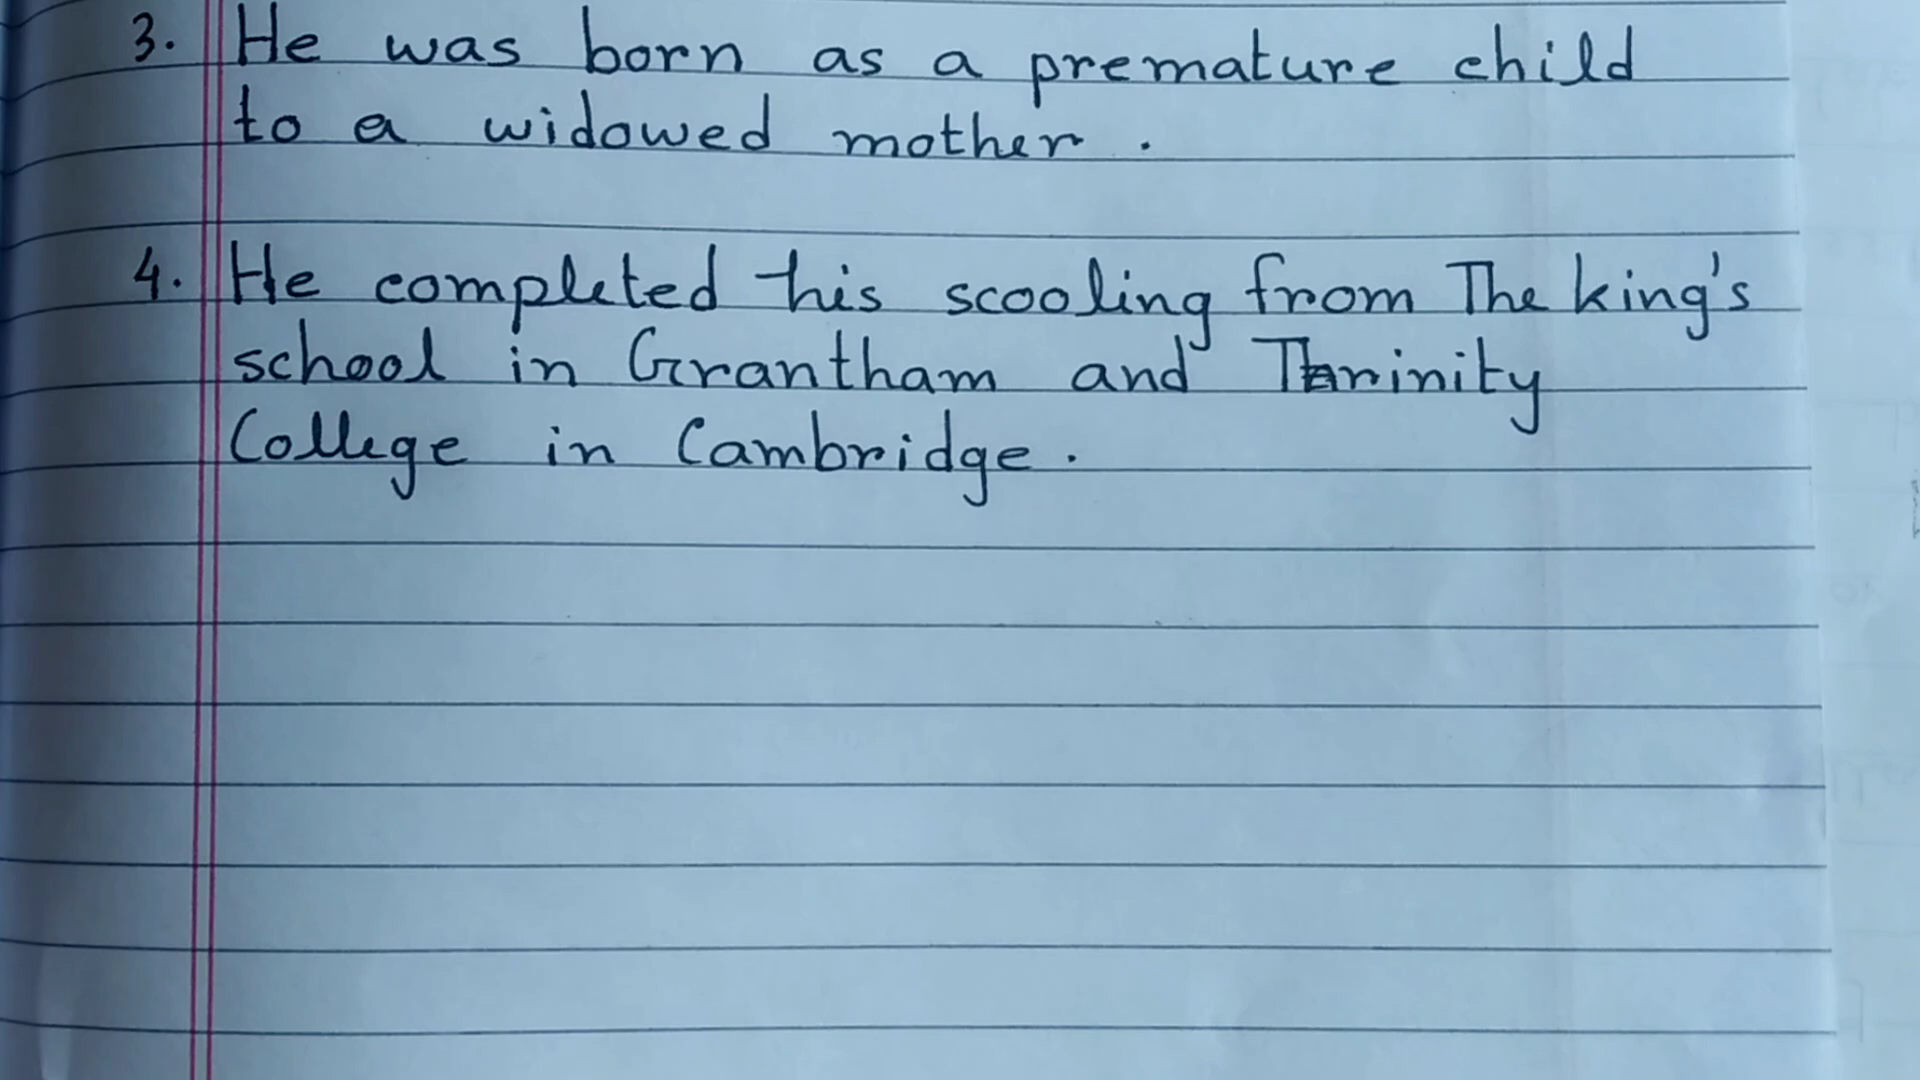 3. He was born as a premature child
to a widowed mother.
4. He completed his scooling from The king's
school in Grantham and Trinity
College in Cambridge.